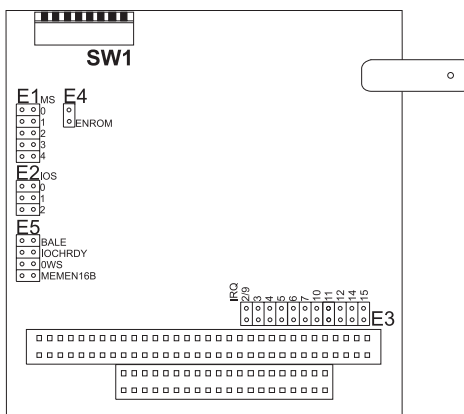 SW1
E1 MS
0
1
2
3
4
E4
ENROM
E2 IOS
0
1
2
E5
BALE
IOCHRDY
0WS
MEMEN16B
IRQ
2/9
3
4
5
6
7
10
11
12
14
15
E3